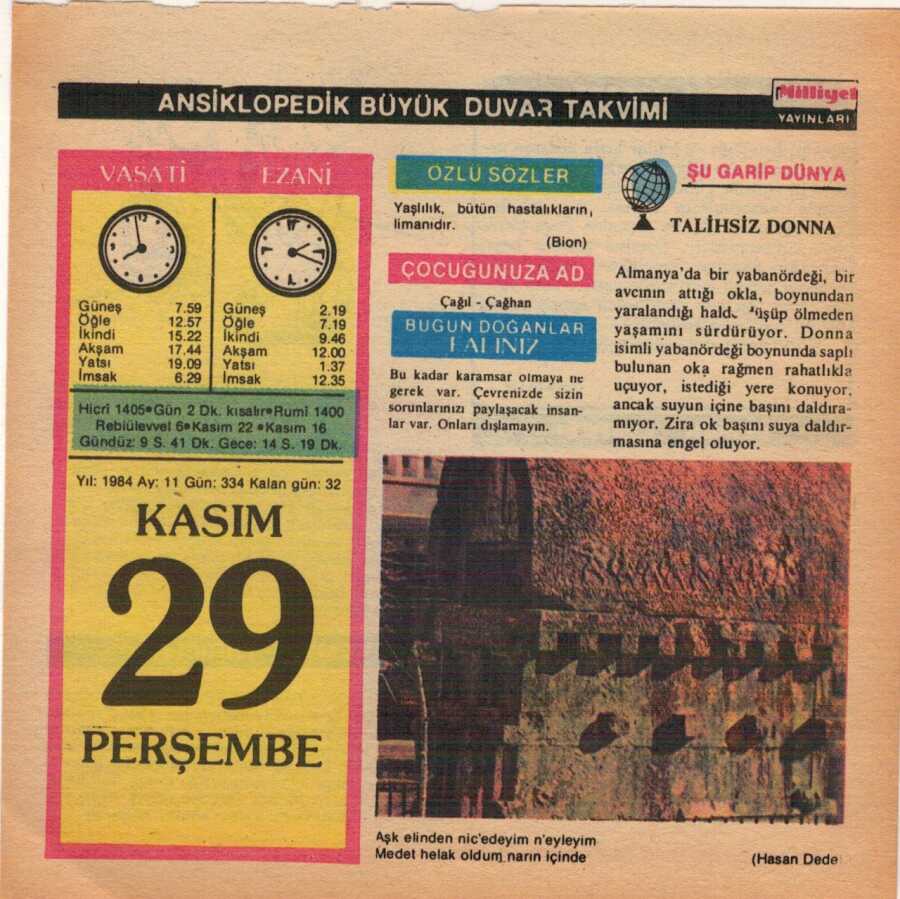 ANSİKLOPEDİK BÜYÜK DUVAR TAKVİMİ
Milliyet
YAYINLARI
VASATİ EZANİ
12 3 6 9
Güneş 7.59 Güneş 2.19
Öğle 12.57 Öğle 7.19
İkindi 15.22 İkindi 9.46
Akşam 17.44 Akşam 12.00
Yatsı 19.09 Yatsı 1.37
İmsak 6.29 İmsak 12.35
Hicrî 1405•Gün 2 Dk. kısalır•Rumî 1400
Rebiülevvel 6•Kasım 22 •Kasım 16
Gündüz: 9 S. 41 Dk. Gece: 14 S. 19 Dk.
Yıl: 1984 Ay: 11 Gün: 334 Kalan gün: 32
KASIM
29
PERŞEMBE
ÖZLÜ SÖZLER
Yaşlılık, bütün hastalıkların,
limanıdır.
(Bion)
ÇOCUĞUNUZA AD
Çağıl - Çağhan
BUGÜN DOĞANLAR
FALINIZ
Bu kadar karamsar olmaya ne
gerek var. Çevrenizde sizin
sorunlarınızı paylaşacak insan-
lar var. Onları dışlamayın.
ŞU GARİP DÜNYA
TALİHSİZ DONNA
Almanya'da bir yabanördeği, bir
avcının attığı okla, boynundan
yaralandığı halde düşüp ölmeden
yaşamını sürdürüyor. Donna
isimli yabanördeği boynunda saplı
bulunan oka rağmen rahatlıkla
uçuyor, istediği yere konuyor,
ancak suyun içine başını daldıra-
mıyor. Zira ok başını suya daldır-
masına engel oluyor.
Aşk elinden nic'edeyim n'eyleyim
Medet helak oldum narın içinde
(Hasan Dede)